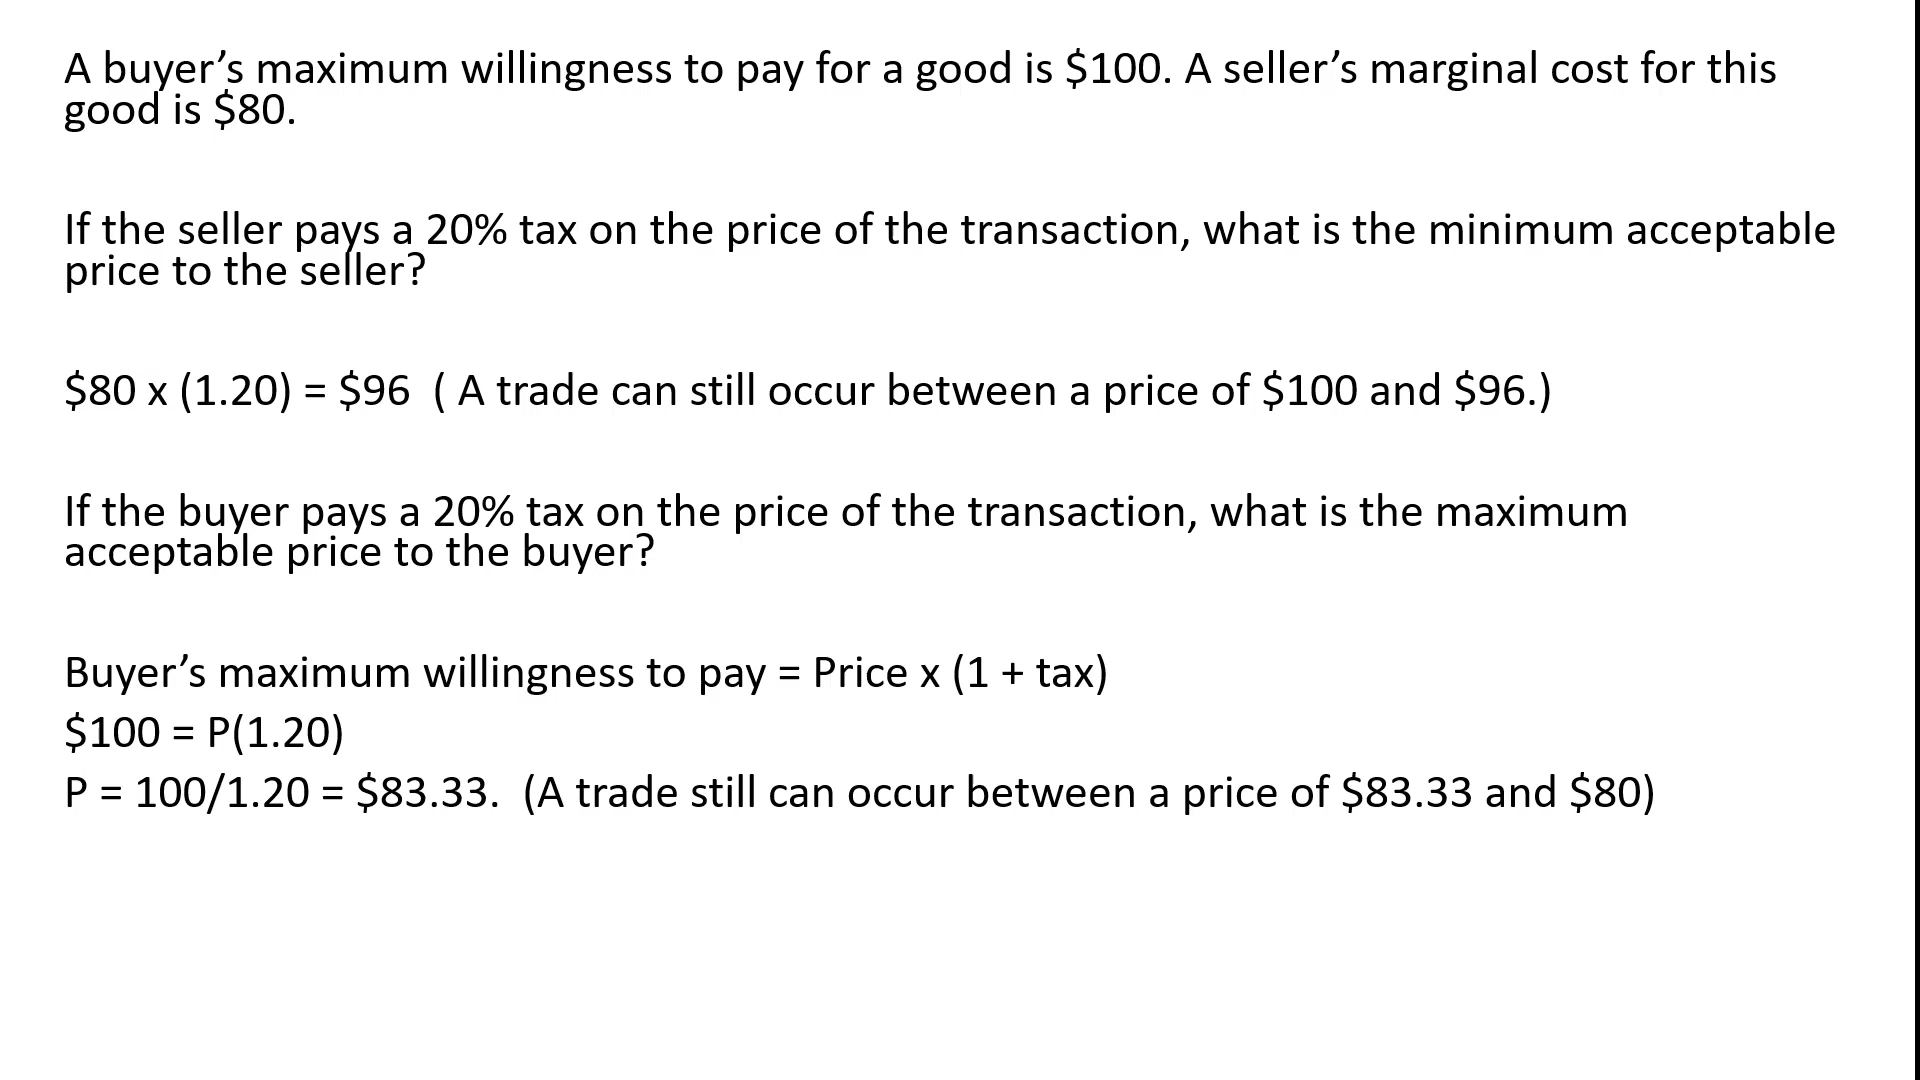 A buyer’s maximum willingness to pay for a good is $100. A seller’s marginal cost for this
good is $80.
If the seller pays a 20% tax on the price of the transaction, what is the minimum acceptable
price to the seller?
$80 x (1.20) = $96  ( A trade can still occur between a price of $100 and $96.)
If the buyer pays a 20% tax on the price of the transaction, what is the maximum
acceptable price to the buyer?
Buyer’s maximum willingness to pay = Price x (1 + tax)
$100 = P(1.20)
P = 100/1.20 = $83.33.  (A trade still can occur between a price of $83.33 and $80)